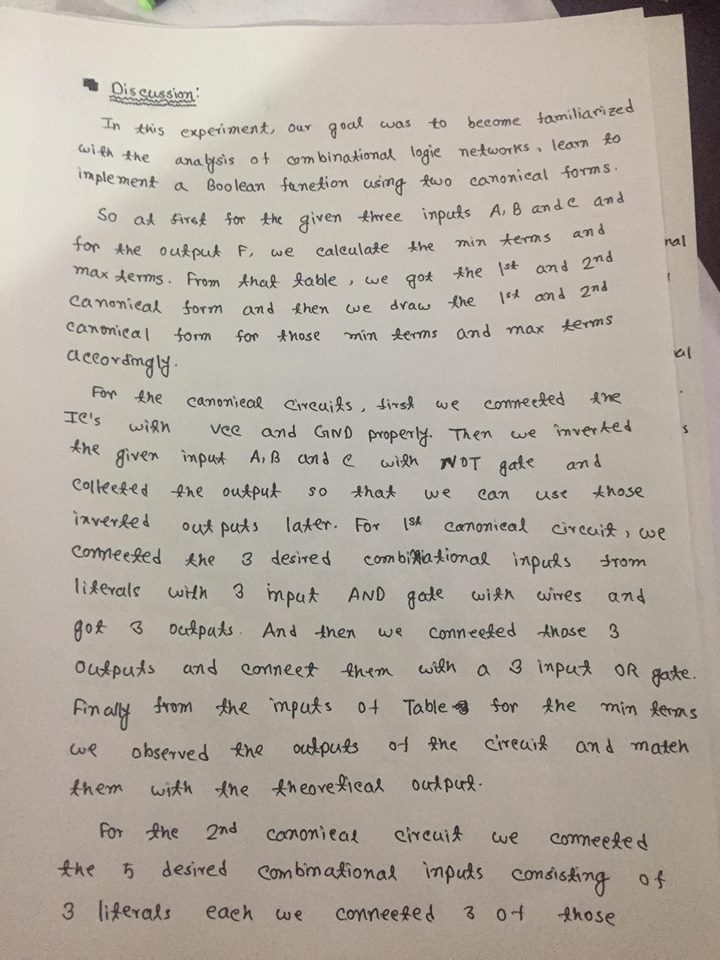 Discussion:
In this experiment, our goal was to become familiarized
with the analysis of combinational logic networks, learn to
implement a Boolean function using two canonical forms.
So at first for the given three inputs A, B and C and
for the output F, we calculate the min terms and
max terms. From that table, we got the 1st and 2nd
canonical form and then we draw the 1st and 2nd
canonical form for those min terms and max terms
accordingly.
For the canonical circuits, first we connected the
IC's with VCC and GND properly. Then we inverted
the given input A, B and C with NOT gate and
collected the output so that we can use those
inverted out puts later. For 1st canonical circuit, we
connected the 3 desired combinational inputs from
literals with 3 input AND gate with wires and
got 3 outputs. And then we connected those 3
outputs and connect them with a 3 input OR gate.
Finally from the inputs of Table for the min terms
we observed the outputs of the circuit and match
them with the theoretical output.
For the 2nd canonical circuit we connected
the 5 desired combinational inputs consisting of
3 literals each we connected 3 of those
nal
al
s